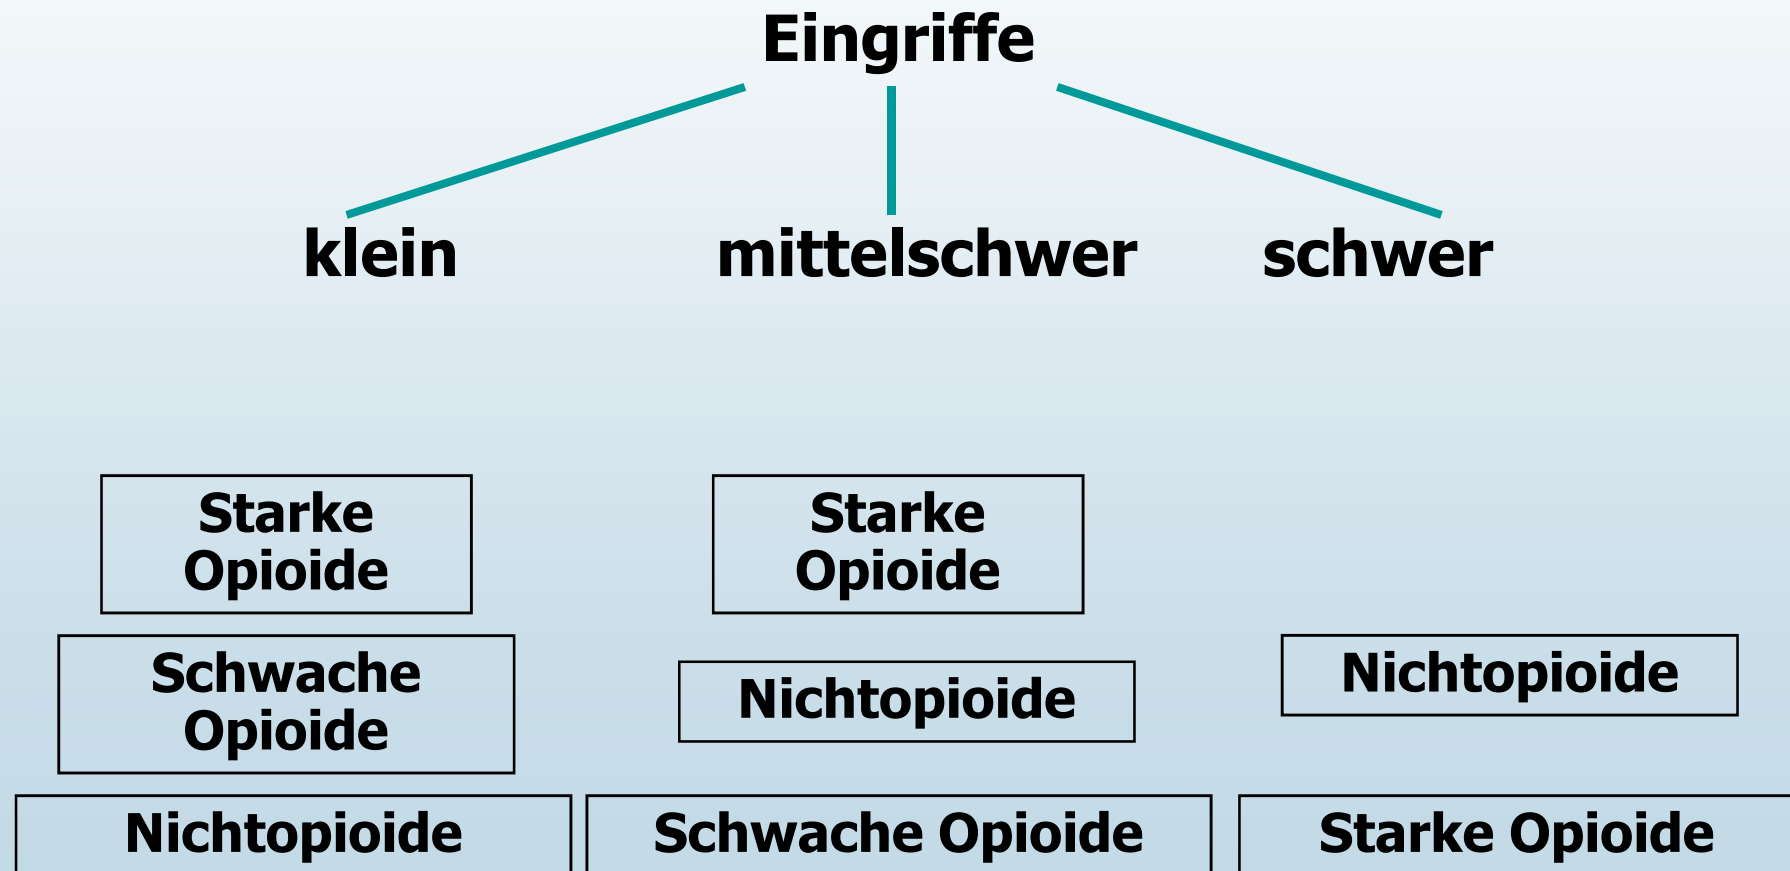 Eingriffe
klein
mittelschwer
schwer
Starke
Opioide
Schwache
Opioide
Nichtopioide
Starke
Opioide
Nichtopioide
Schwache Opioide
Nichtopioide
Starke Opioide